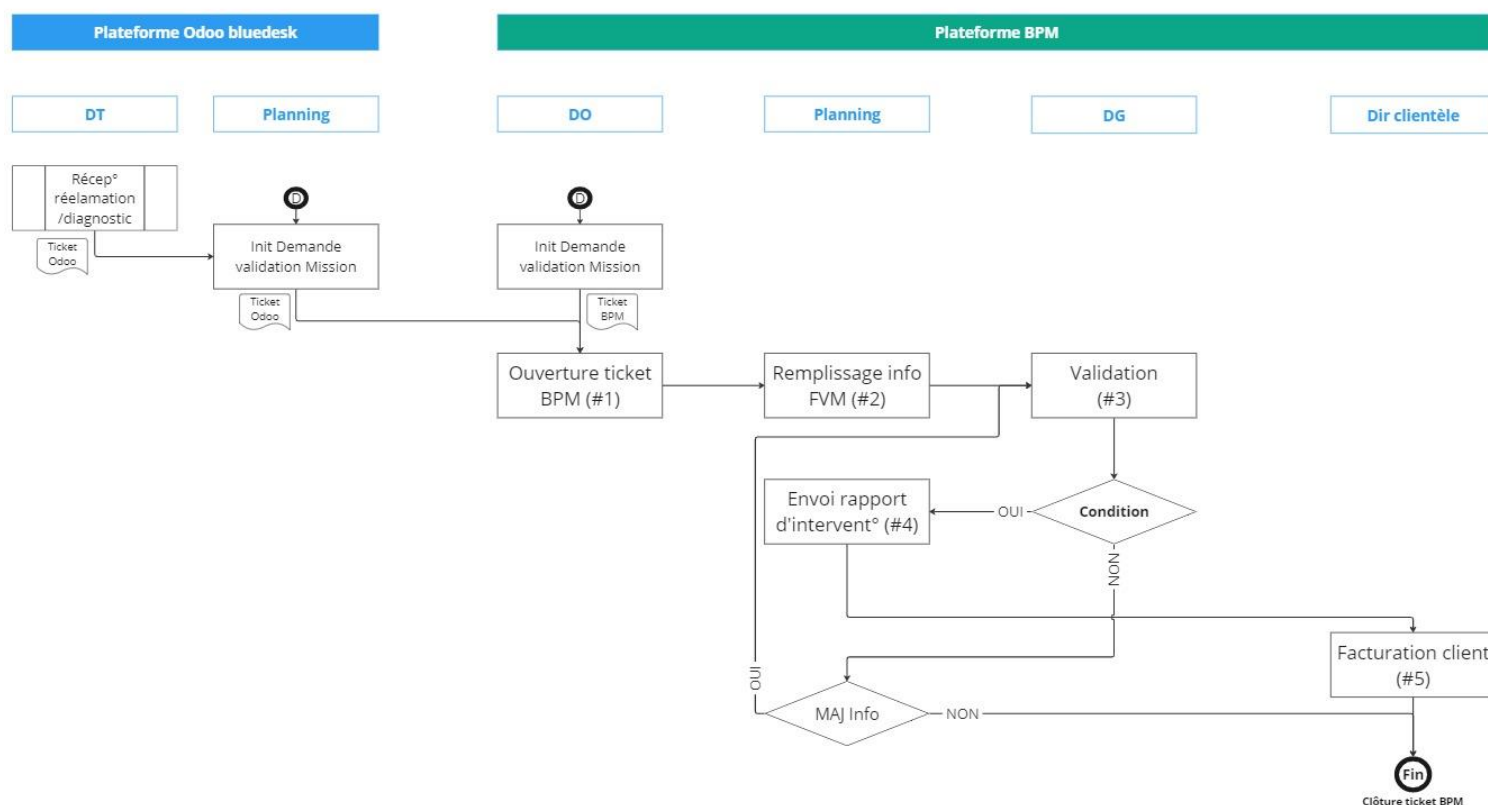 Plateforme Odoo bluedesk
Plateforme BPM
DT
Planning
DO
Planning
DG
Dir clientèle
Récep°
réelamation
/diagnostic
D
D
Ticket
Odoo
Init Demande
validation Mission
Init Demande
validation Mission
Ticket
Odoo
Ticket
BPM
Ouverture ticket
BPM (#1)
Remplissage info
FVM (#2)
Validation
(#3)
Envoi rapport
d'intervent° (#4)
OUI
Condition
NON
Facturation client
(#5)
OUI
MAJ Info
NON
Fin
Clôture ticket BPM